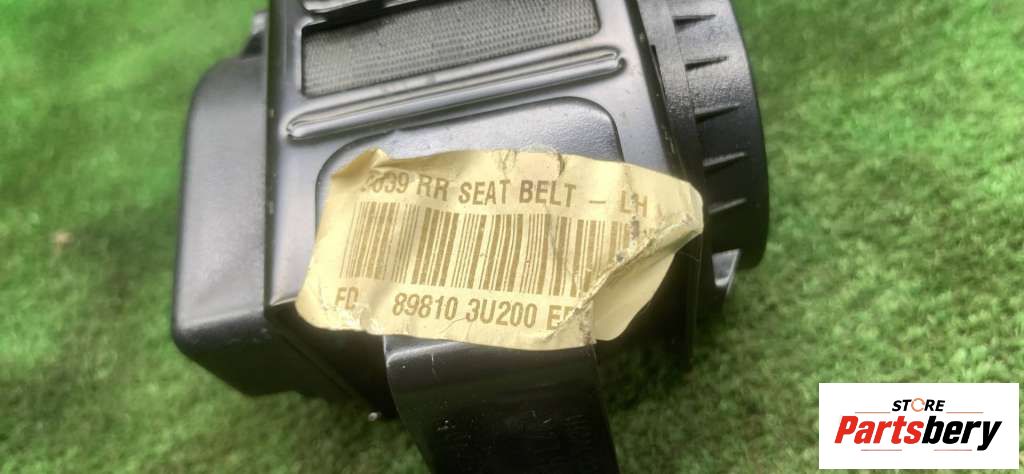 RR SEAT BELT - LH
FD 89810 3U200
STORE
Partsbery